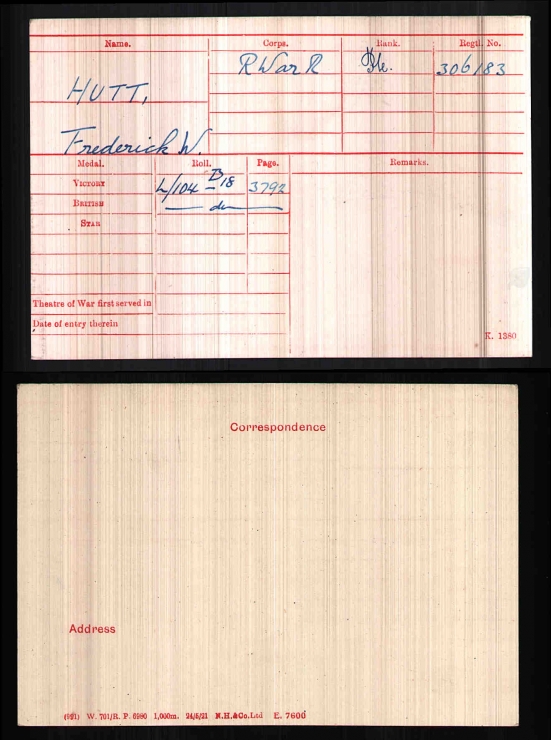 Name. Corps. Rank. Regtl. No.
R War R Pte. 306183
HUTT,
Frederick W.
Medal. Roll. Page. Remarks.
VICTORY L/104 B18 3792
BRITISH — do —
STAR
Theatre of War first served in
Date of entry therein
K. 1380
Correspondence
Address
(991) W. 701/R. P. 6980 1,000m. 24/5/21 N.H.&Co.Ltd E. 7600